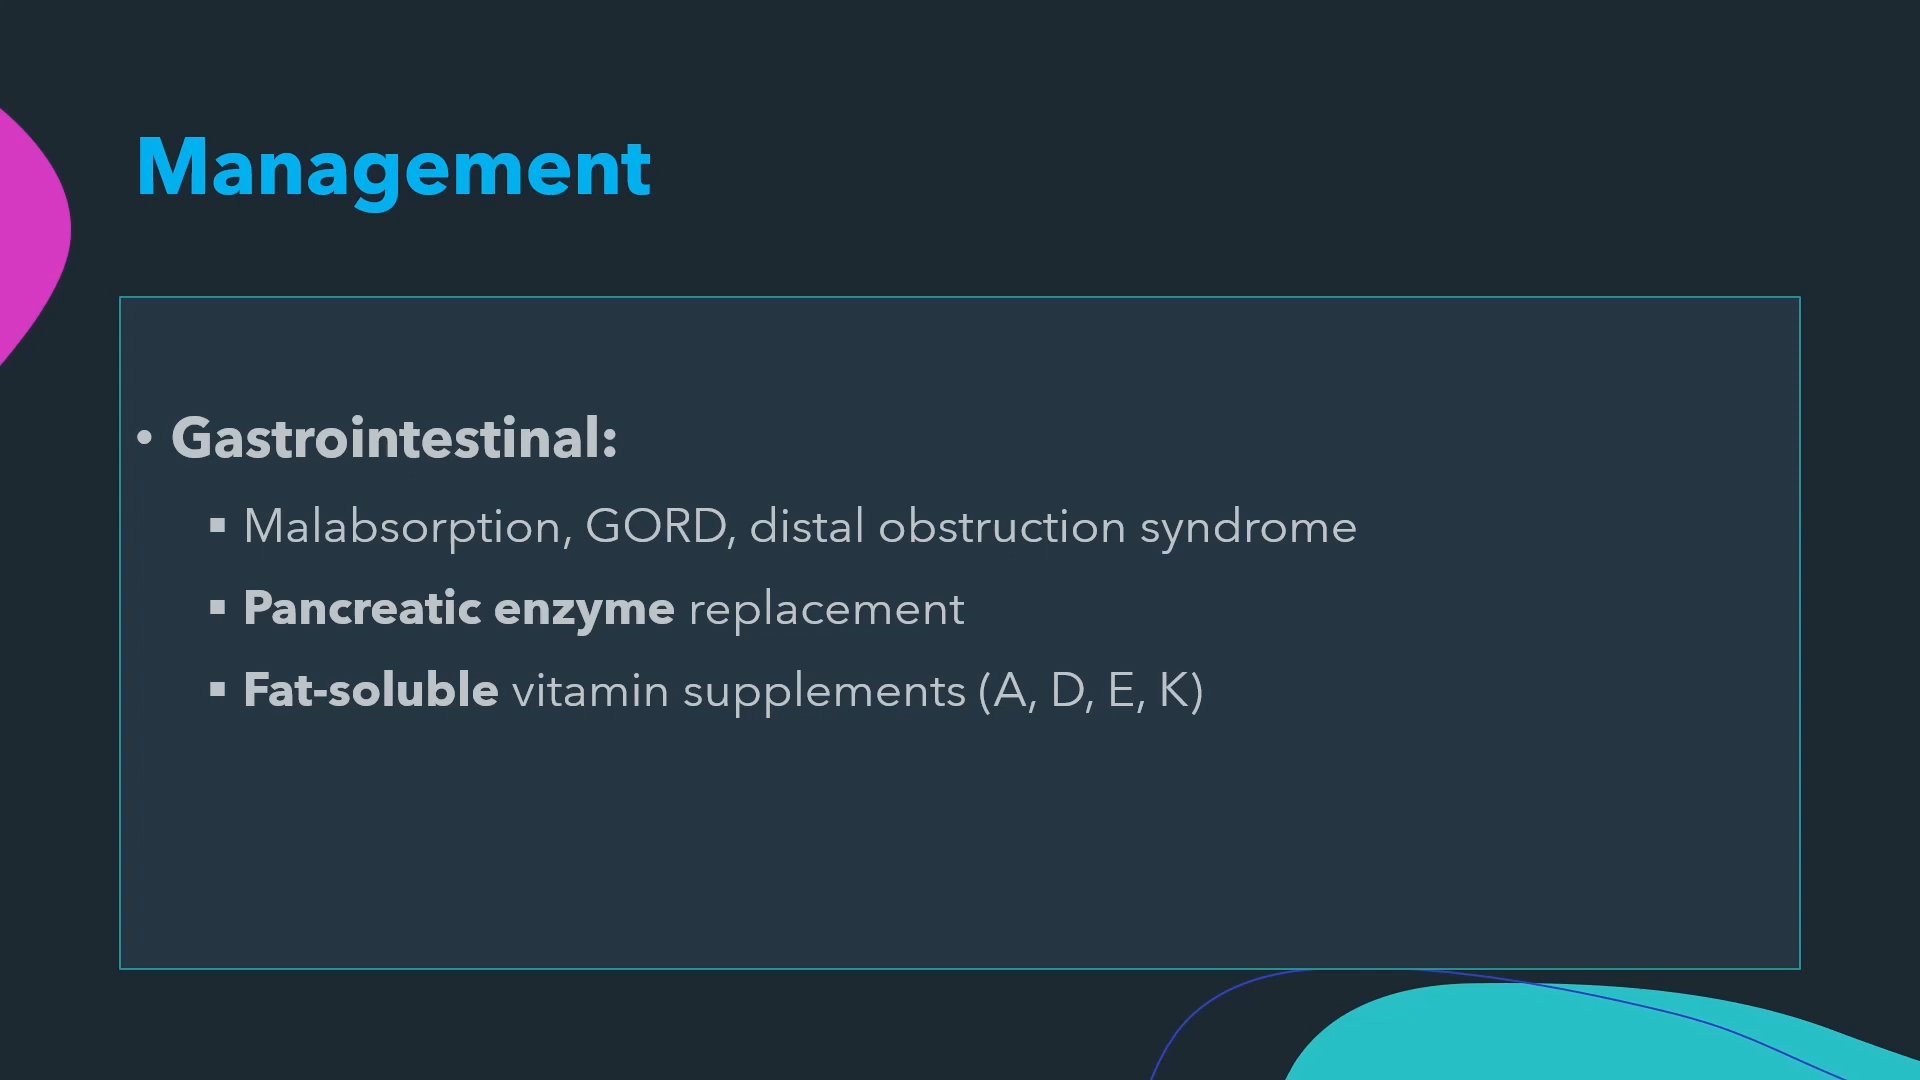 Management
• Gastrointestinal:
▪ Malabsorption, GORD, distal obstruction syndrome
▪ Pancreatic enzyme replacement
▪ Fat-soluble vitamin supplements (A, D, E, K)